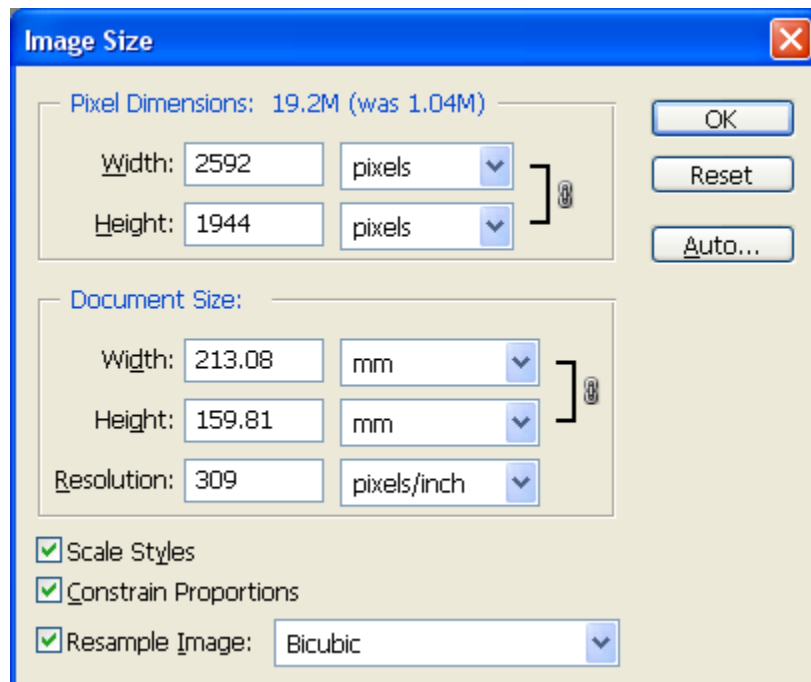 Image Size
Pixel Dimensions: 19.2M (was 1.04M)
Width: 2592 pixels
Height: 1944 pixels
OK
Reset
Auto...
Document Size:
Width: 213.08 mm
Height: 159.81 mm
Resolution: 309 pixels/inch
Scale Styles
Constrain Proportions
Resample Image: Bicubic